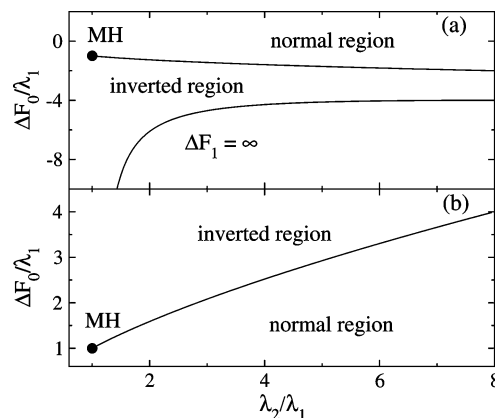 MH
normal region
(a)
inverted region
ΔF₁ = ∞
0
-4
-8
ΔF₀/λ₁
(b)
inverted region
MH
normal region
4
3
2
1
ΔF₀/λ₁
2
4
6
8
λ₂/λ₁